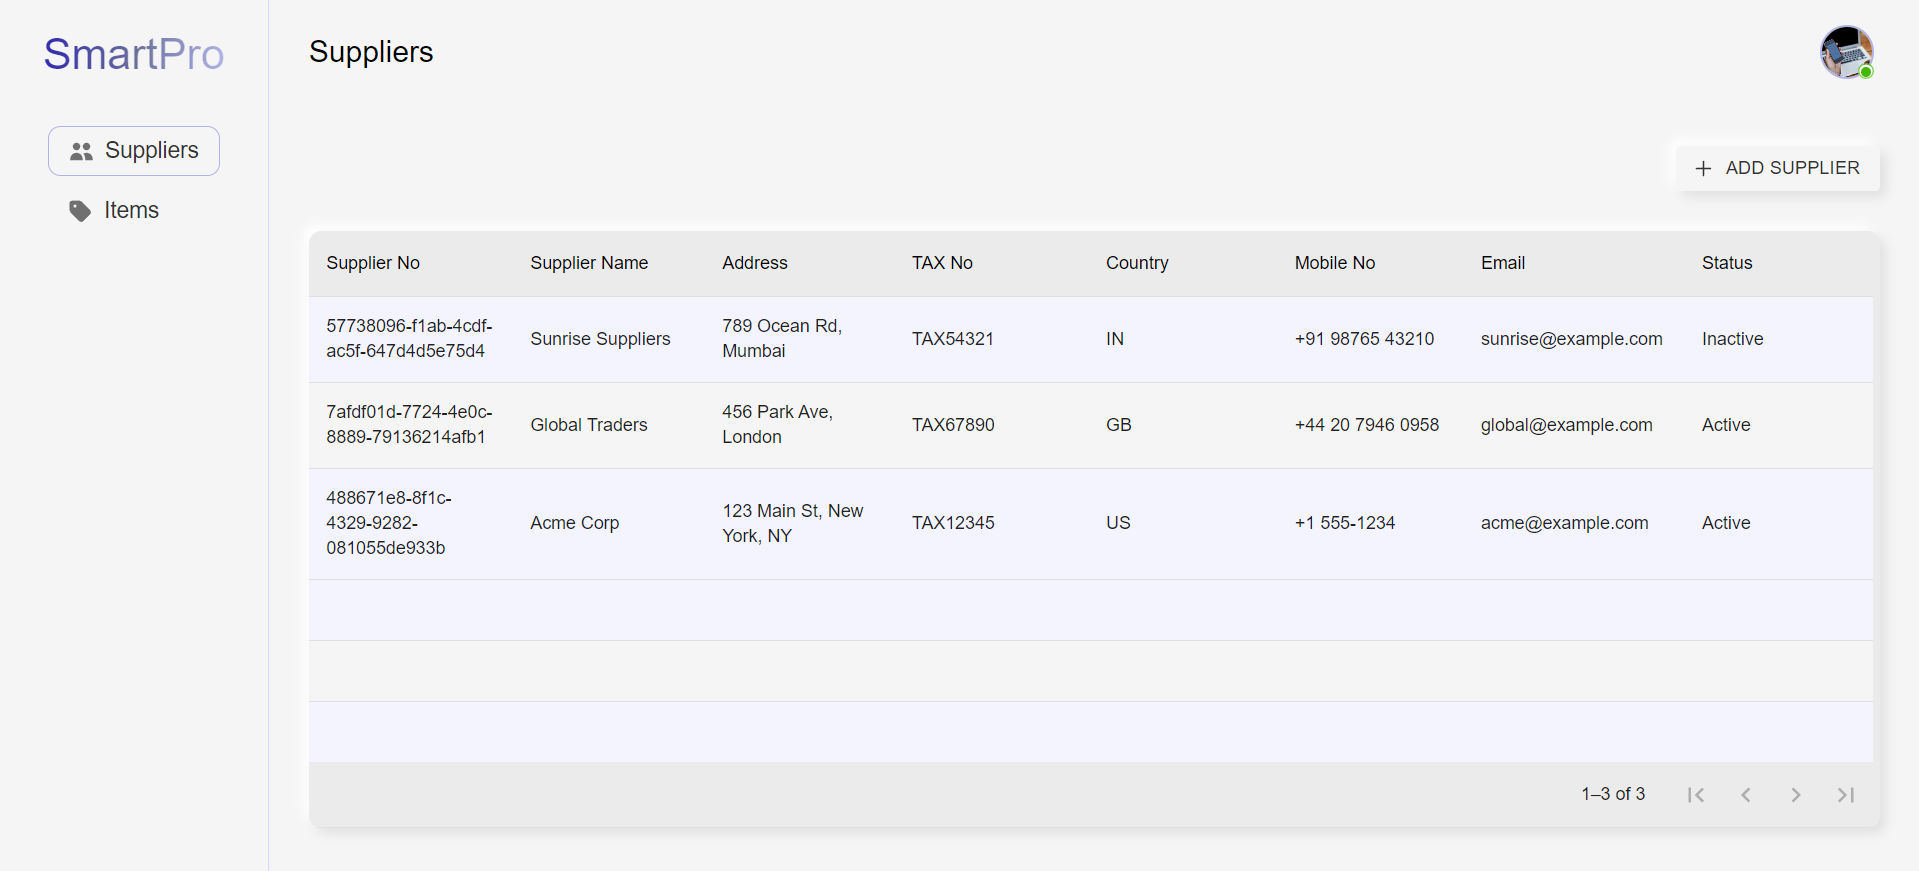 SmartPro
Suppliers
Items
Suppliers
ADD SUPPLIER
Supplier No Supplier Name Address TAX No Country Mobile No Email Status
57738096-f1ab-4cdf-
ac5f-647d4d5e75d4
Sunrise Suppliers
789 Ocean Rd,
Mumbai
TAX54321
IN
+91 98765 43210
sunrise@example.com
Inactive
7afdf01d-7724-4e0c-
8889-79136214afb1
Global Traders
456 Park Ave,
London
TAX67890
GB
+44 20 7946 0958
global@example.com
Active
488671e8-8f1c-
4329-9282-
081055de933b
Acme Corp
123 Main St, New
York, NY
TAX12345
US
+1 555-1234
acme@example.com
Active
1–3 of 3